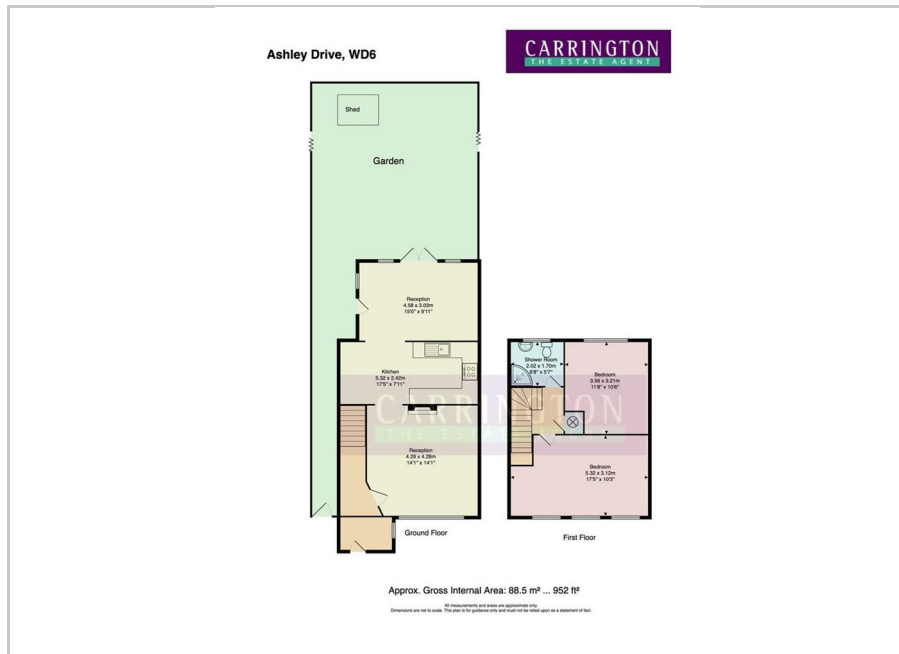 Ashley Drive, WD6
CARRINGTON
THE ESTATE AGENT
Shed
Garden
Reception
4.58 x 3.03m
15'0" x 9'11"
Kitchen
5.32 x 2.42m
17'5" x 7'11"
Reception
4.29 x 4.28m
14'1" x 14'1"
Ground Floor
Shower Room
2.02 x 1.70m
6'8" x 5'7"
Bedroom
3.56 x 3.21m
11'8" x 10'6"
Bedroom
5.32 x 3.12m
17'5" x 10'3"
First Floor
CARRINGTON
THE ESTATE AGENT
Approx. Gross Internal Area: 88.5 m² ... 952 ft²
All measurements and areas are approximate only.
Dimensions are not to scale. This plan is for guidance only and must not be relied upon as a statement of fact.